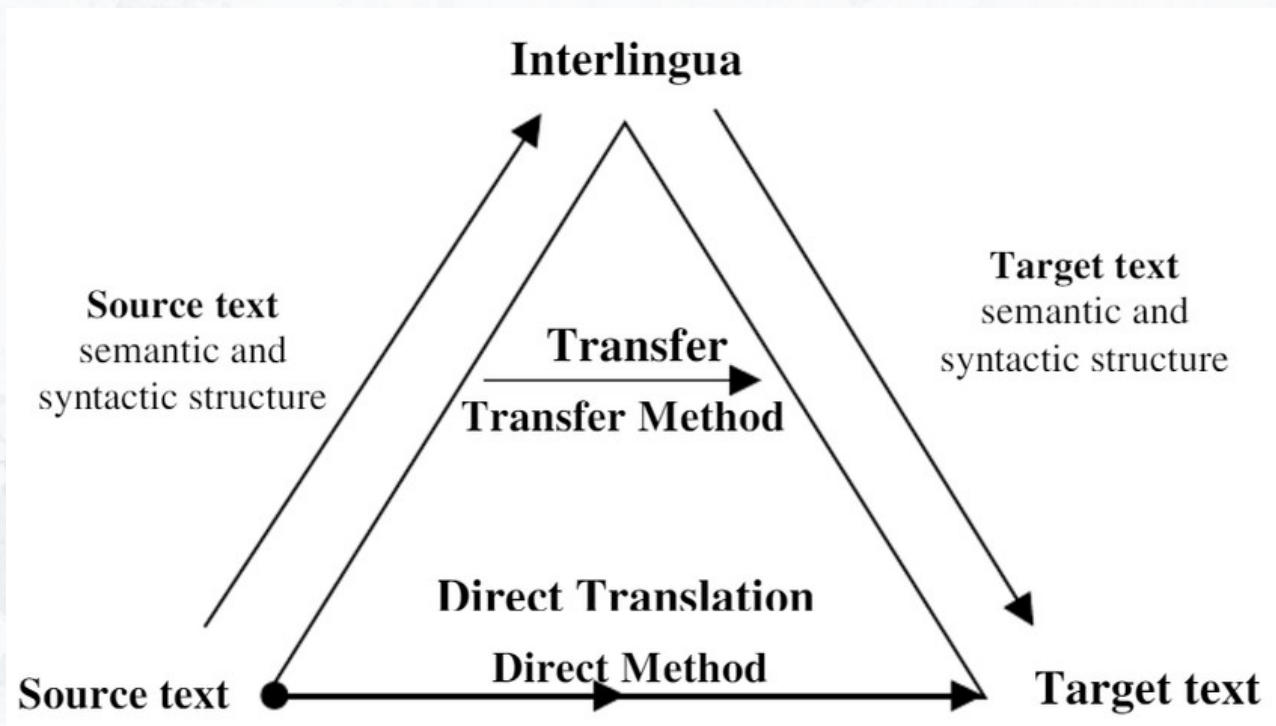 Interlingua
Source text
semantic and
syntactic structure
Target text
semantic and
syntactic structure
Transfer
Transfer Method
Direct Translation
Direct Method
Source text
Target text